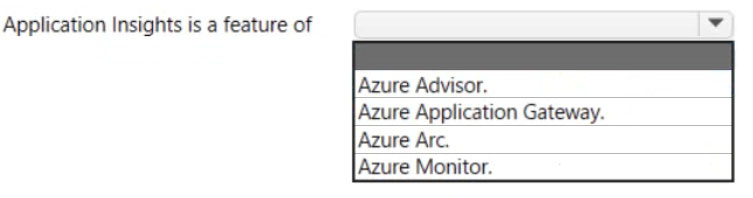 Application Insights is a feature of
Azure Advisor.
Azure Application Gateway.
Azure Arc.
Azure Monitor.